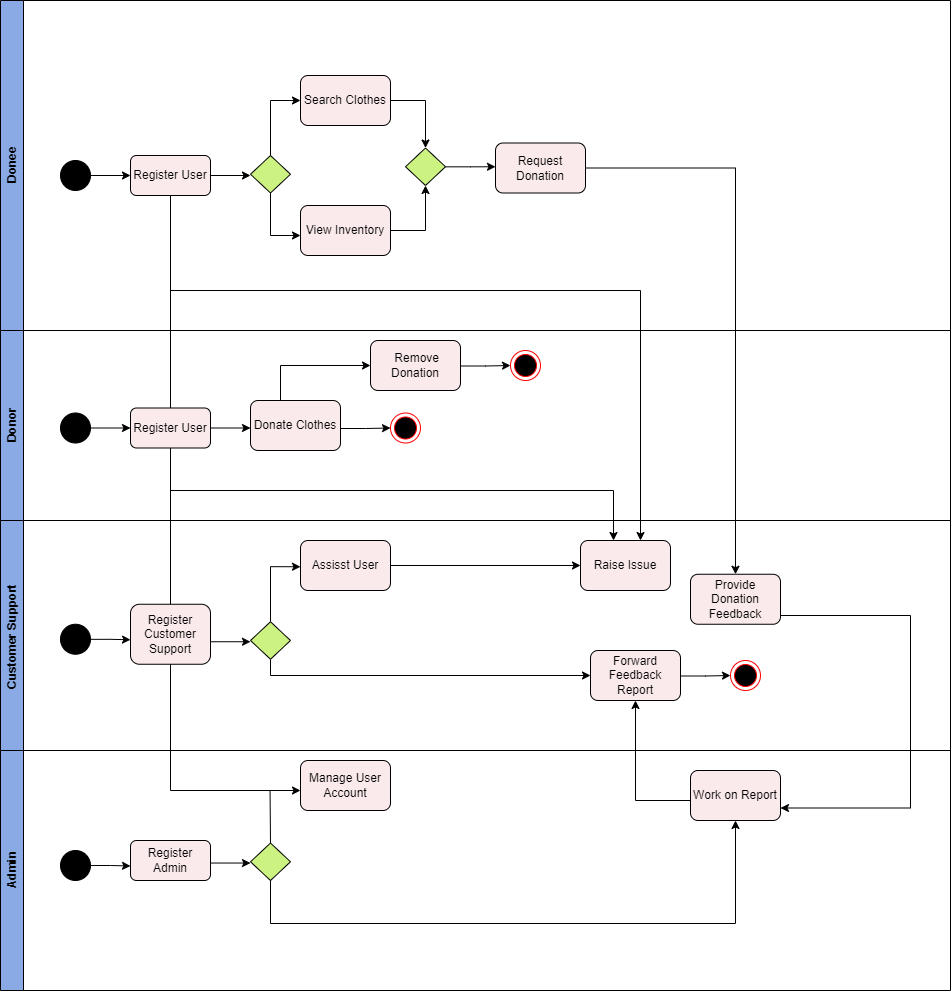 Donee
Search Clothes
Register User
Request
Donation
View Inventory
Donor
Remove
Donation
Register User
Donate Clothes
Customer Support
Assisst User
Raise Issue
Provide
Donation
Feedback
Register
Customer
Support
Forward
Feedback
Report
Admin
Manage User
Account
Work on Report
Register
Admin